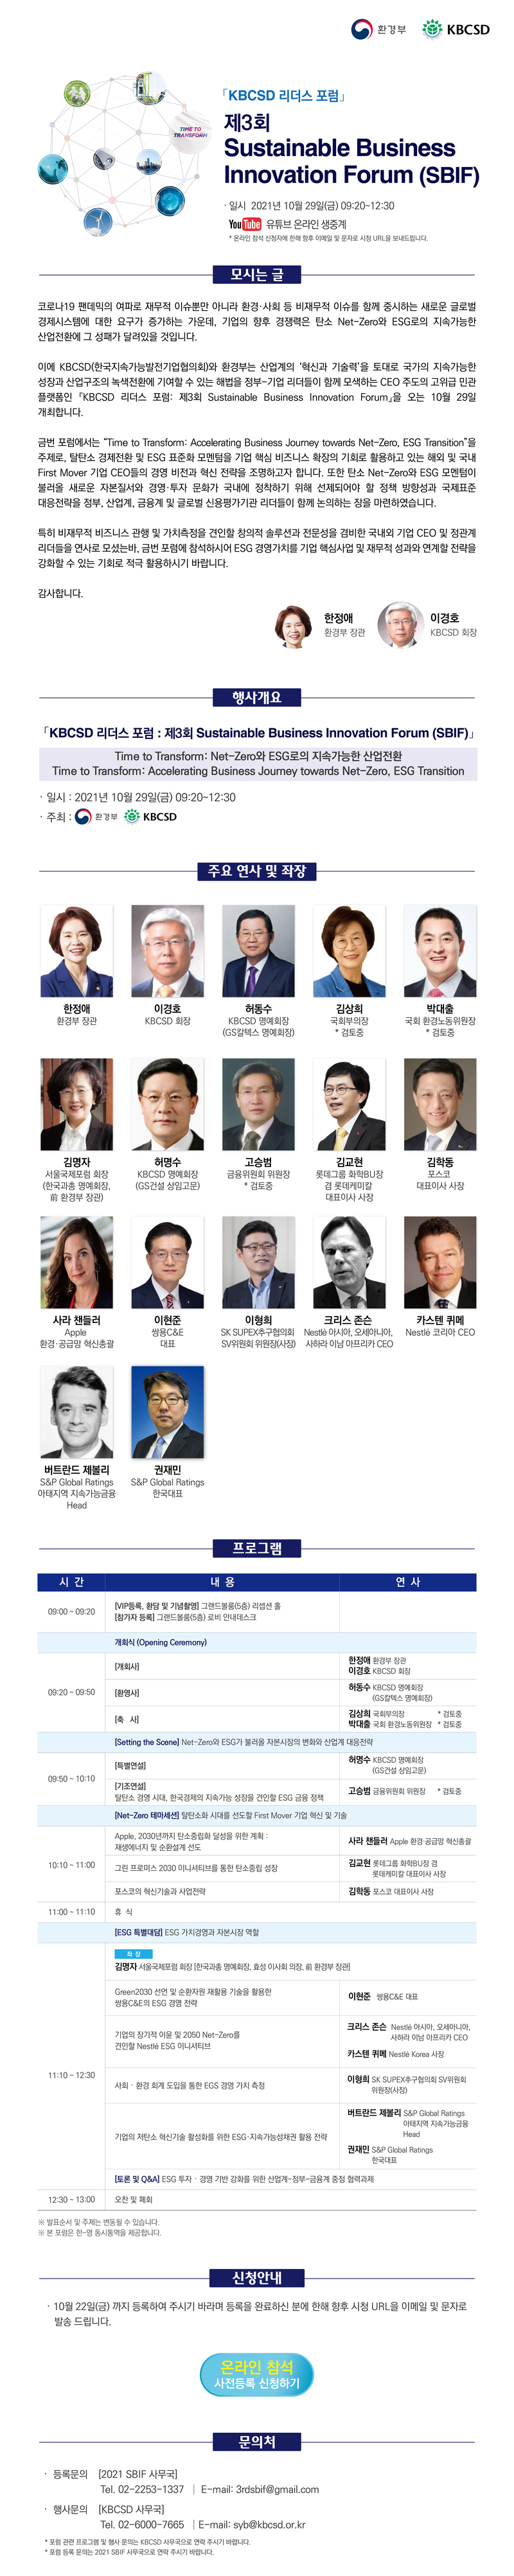 환경부 KBCSD
「KBCSD 리더스 포럼」
제3회
Sustainable Business
Innovation Forum (SBIF)
TIME TO
TRANSFORM
· 일시 2021년 10월 29일(금) 09:20~12:30
YouTube 유튜브 온라인 생중계
* 온라인 참석 신청자에 한해 향후 이메일 및 문자로 시청 URL을 보내드립니다.
모시는 글
코로나19 팬데믹의 여파로 재무적 이슈뿐만 아니라 환경·사회 등 비재무적 이슈를 함께 중시하는 새로운 글로벌
경제시스템에 대한 요구가 증가하는 가운데, 기업의 향후 경쟁력은 탄소 Net-Zero와 ESG로의 지속가능한
산업전환에 그 성패가 달려있을 것입니다.
이에 KBCSD(한국지속가능발전기업협의회)와 환경부는 산업계의 '혁신과 기술력'을 토대로 국가의 지속가능한
성장과 산업구조의 녹색전환에 기여할 수 있는 해법을 정부-기업 리더들이 함께 모색하는 CEO 주도의 고위급 민관
플랫폼인 『KBCSD 리더스 포럼: 제3회 Sustainable Business Innovation Forum』을 오는 10월 29일
개최합니다.
금번 포럼에서는 "Time to Transform: Accelerating Business Journey towards Net-Zero, ESG Transition"을
주제로, 탈탄소 경제전환 및 ESG 표준화 모멘텀을 기업 핵심 비즈니스 확장의 기회로 활용하고 있는 해외 및 국내
First Mover 기업 CEO들의 경영 비전과 혁신 전략을 조명하고자 합니다. 또한 탄소 Net-Zero와 ESG 모멘텀이
불러올 새로운 자본질서와 경영·투자 문화가 국내에 정착하기 위해 선제되어야 할 정책 방향성과 국제표준
대응전략을 정부, 산업계, 금융계 및 글로벌 신용평가기관 리더들이 함께 논의하는 장을 마련하였습니다.
특히 비재무적 비즈니스 관행 및 가치측정을 견인할 창의적 솔루션과 전문성을 겸비한 국내외 기업 CEO 및 정관계
리더들을 연사로 모셨는바, 금번 포럼에 참석하시어 ESG 경영가치를 기업 핵심사업 및 재무적 성과와 연계할 전략을
강화할 수 있는 기회로 적극 활용하시기 바랍니다.
감사합니다.
한정애 이경호
환경부 장관 KBCSD 회장
행사개요
「KBCSD 리더스 포럼 : 제3회 Sustainable Business Innovation Forum (SBIF)」
Time to Transform: Net-Zero와 ESG로의 지속가능한 산업전환
Time to Transform: Accelerating Business Journey towards Net-Zero, ESG Transition
· 일시 : 2021년 10월 29일(금) 09:20~12:30
· 주최 : 환경부 KBCSD
주요 연사 및 좌장
한정애 이경호 허동수 김상희 박대출
환경부 장관 KBCSD 회장 KBCSD 명예회장 국회부의장 국회 환경노동위원장
(GS칼텍스 명예회장) * 검토중 * 검토중
김명자 허명수 고승범 김교현 김학동
서울국제포럼 회장 KBCSD 명예회장 금융위원회 위원장 롯데그룹 화학BU장 포스코
(한국과총 명예회장, (GS건설 상임고문) * 검토중 겸 롯데케미칼 대표이사 사장
前 환경부 장관) 대표이사 사장
사라 챈들러 이현준 이형희 크리스 존슨 카스텐 퀴메
Apple 쌍용C&E SK SUPEX추구협의회 Nestlé 아시아, 오세아니아, Nestlé 코리아 CEO
환경·공급망 혁신총괄 대표 SV위원회 위원장(사장) 사하라 이남 아프리카 CEO
버트란드 제볼리 권재민
S&P Global Ratings S&P Global Ratings
아태지역 지속가능금융 한국대표
Head
프로그램
시 간 내 용 연 사
09:00 ~ 09:20
[VIP등록, 환담 및 기념촬영] 그랜드볼룸(5층) 리셉션 홀
[참가자 등록] 그랜드볼룸(5층) 로비 안내데스크
개회식 (Opening Ceremony)
09:20 ~ 09:50
[개회사]
한정애 환경부 장관
이경호 KBCSD 회장
[환영사]
허동수 KBCSD 명예회장
(GS칼텍스 명예회장)
[축 사]
김상희 국회부의장 * 검토중
박대출 국회 환경노동위원장 * 검토중
[Setting the Scene] Net-Zero와 ESG가 불러올 자본시장의 변화와 산업계 대응전략
09:50 ~ 10:10
[특별연설]
허명수 KBCSD 명예회장
(GS건설 상임고문)
[기조연설]
탈탄소 경영 시대, 한국경제의 지속가능 성장을 견인할 ESG 금융 정책
고승범 금융위원회 위원장 * 검토중
[Net-Zero 테마세션] 탈탄소화 시대를 선도할 First Mover 기업 혁신 및 기술
10:10 ~ 11:00
Apple, 2030년까지 탄소중립화 달성을 위한 계획 :
재생에너지 및 순환설계 선도
사라 챈들러 Apple 환경·공급망 혁신총괄
그린 프로미스 2030 이니셔티브를 통한 탄소중립 성장
김교현 롯데그룹 화학BU장 겸
롯데케미칼 대표이사 사장
포스코의 혁신기술과 사업전략
김학동 포스코 대표이사 사장
11:00 ~ 11:10 휴 식
[ESG 특별대담] ESG 가치경영과 자본시장 역할
11:10 ~ 12:30
좌 장
김명자 서울국제포럼 회장 [한국과총 명예회장, 효성 이사회 의장, 前 환경부 장관]
Green2030 선언 및 순환자원 재활용 기술을 활용한
쌍용C&E의 ESG 경영 전략
이현준 쌍용C&E 대표
기업의 장기적 이윤 및 2050 Net-Zero를
견인할 Nestlé ESG 이니셔티브
크리스 존슨 Nestlé 아시아, 오세아니아,
사하라 이남 아프리카 CEO
카스텐 퀴메 Nestlé Korea 사장
사회 · 환경 회계 도입을 통한 EGS 경영 가치 측정
이형희 SK SUPEX추구협의회 SV위원회
위원장(사장)
기업의 저탄소 혁신기술 활성화를 위한 ESG·지속가능성채권 활용 전략
버트란드 제볼리 S&P Global Ratings
아태지역 지속가능금융
Head
권재민 S&P Global Ratings
한국대표
[토론 및 Q&A] ESG 투자 · 경영 기반 강화를 위한 산업계-정부-금융계 중점 협력과제
12:30 ~ 13:00 오찬 및 폐회
※ 발표순서 및 주제는 변동될 수 있습니다.
※ 본 포럼은 한-영 동시통역을 제공합니다.
신청안내
· 10월 22일(금) 까지 등록하여 주시기 바라며 등록을 완료하신 분에 한해 향후 시청 URL을 이메일 및 문자로
발송 드립니다.
온라인 참석
사전등록 신청하기
문의처
· 등록문의 [2021 SBIF 사무국]
Tel. 02-2253-1337 | E-mail: 3rdsbif@gmail.com
· 행사문의 [KBCSD 사무국]
Tel. 02-6000-7665 | E-mail: syb@kbcsd.or.kr
* 포럼 관련 프로그램 및 행사 문의는 KBCSD 사무국으로 연락 주시기 바랍니다.
* 포럼 등록 문의는 2021 SBIF 사무국으로 연락 주시기 바랍니다.